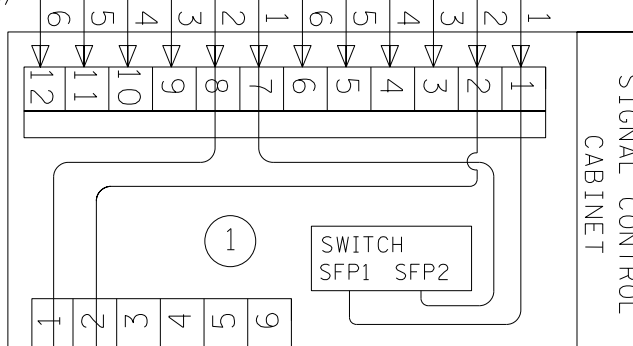 6 5 4 3 2 1 6 5 4 3 2 1
12 11 10 9 8 7 6 5 4 3 2 1
SIGNAL CONTROL
CABINET
1
SWITCH
SFP1 SFP2
1 2 3 4 5 6